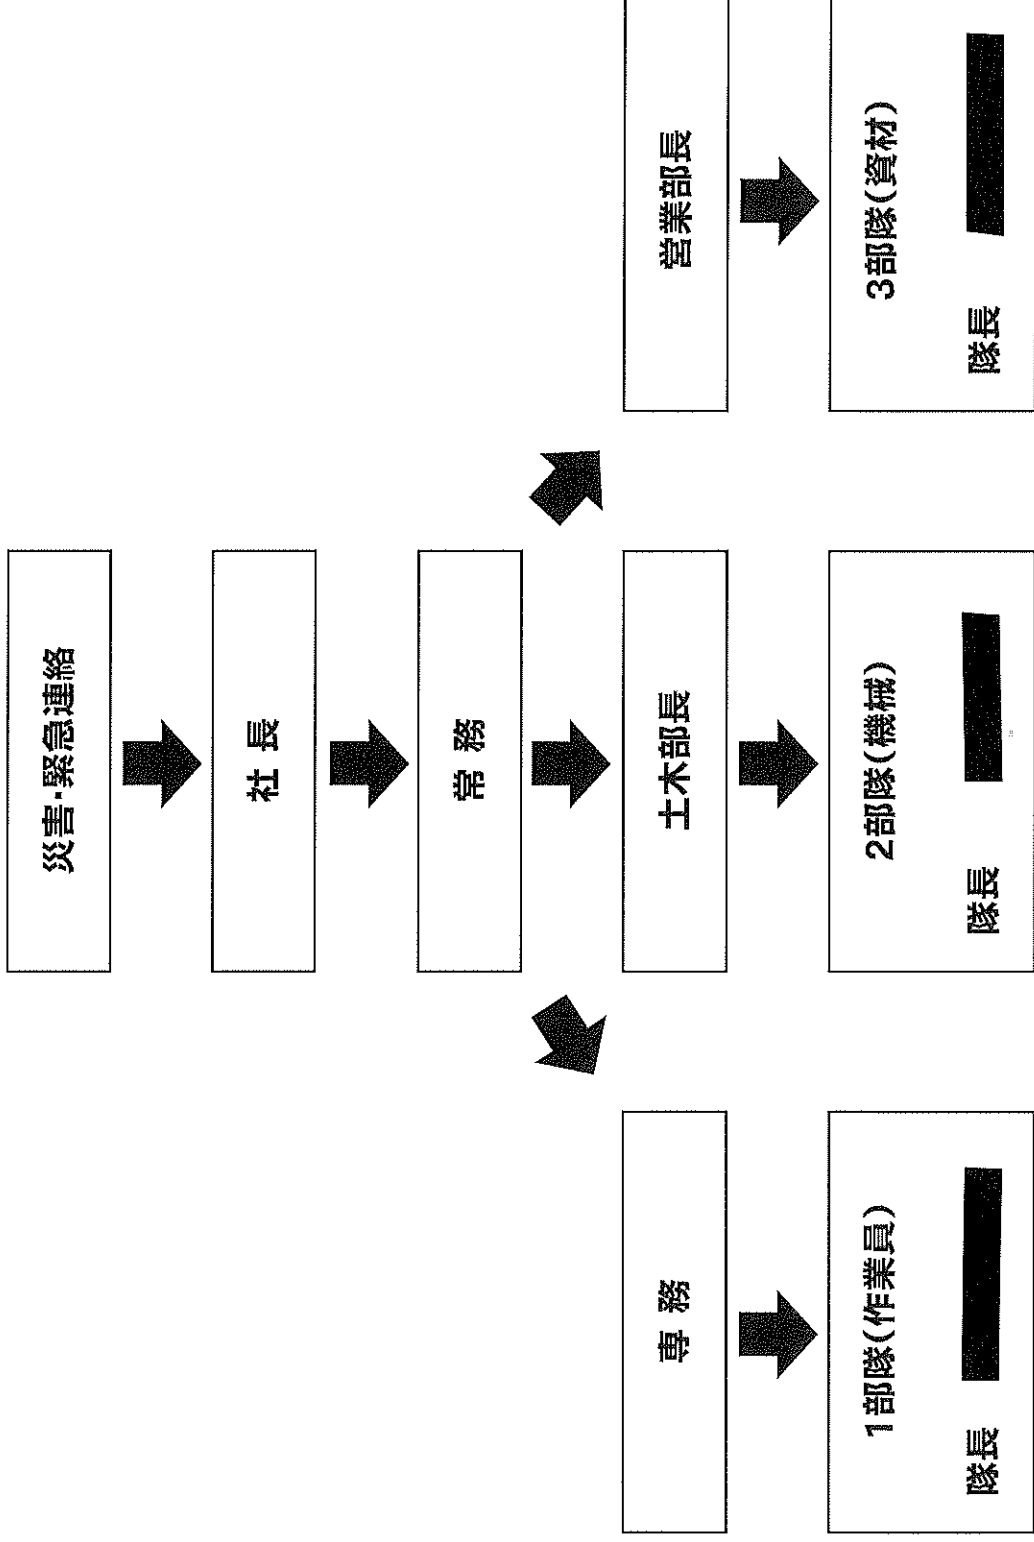 災害・緊急連絡
社 長
常 務
専 務
土木部長
営業部長
1部隊(作業員)
隊長
2部隊(機械)
隊長
3部隊(資材)
隊長